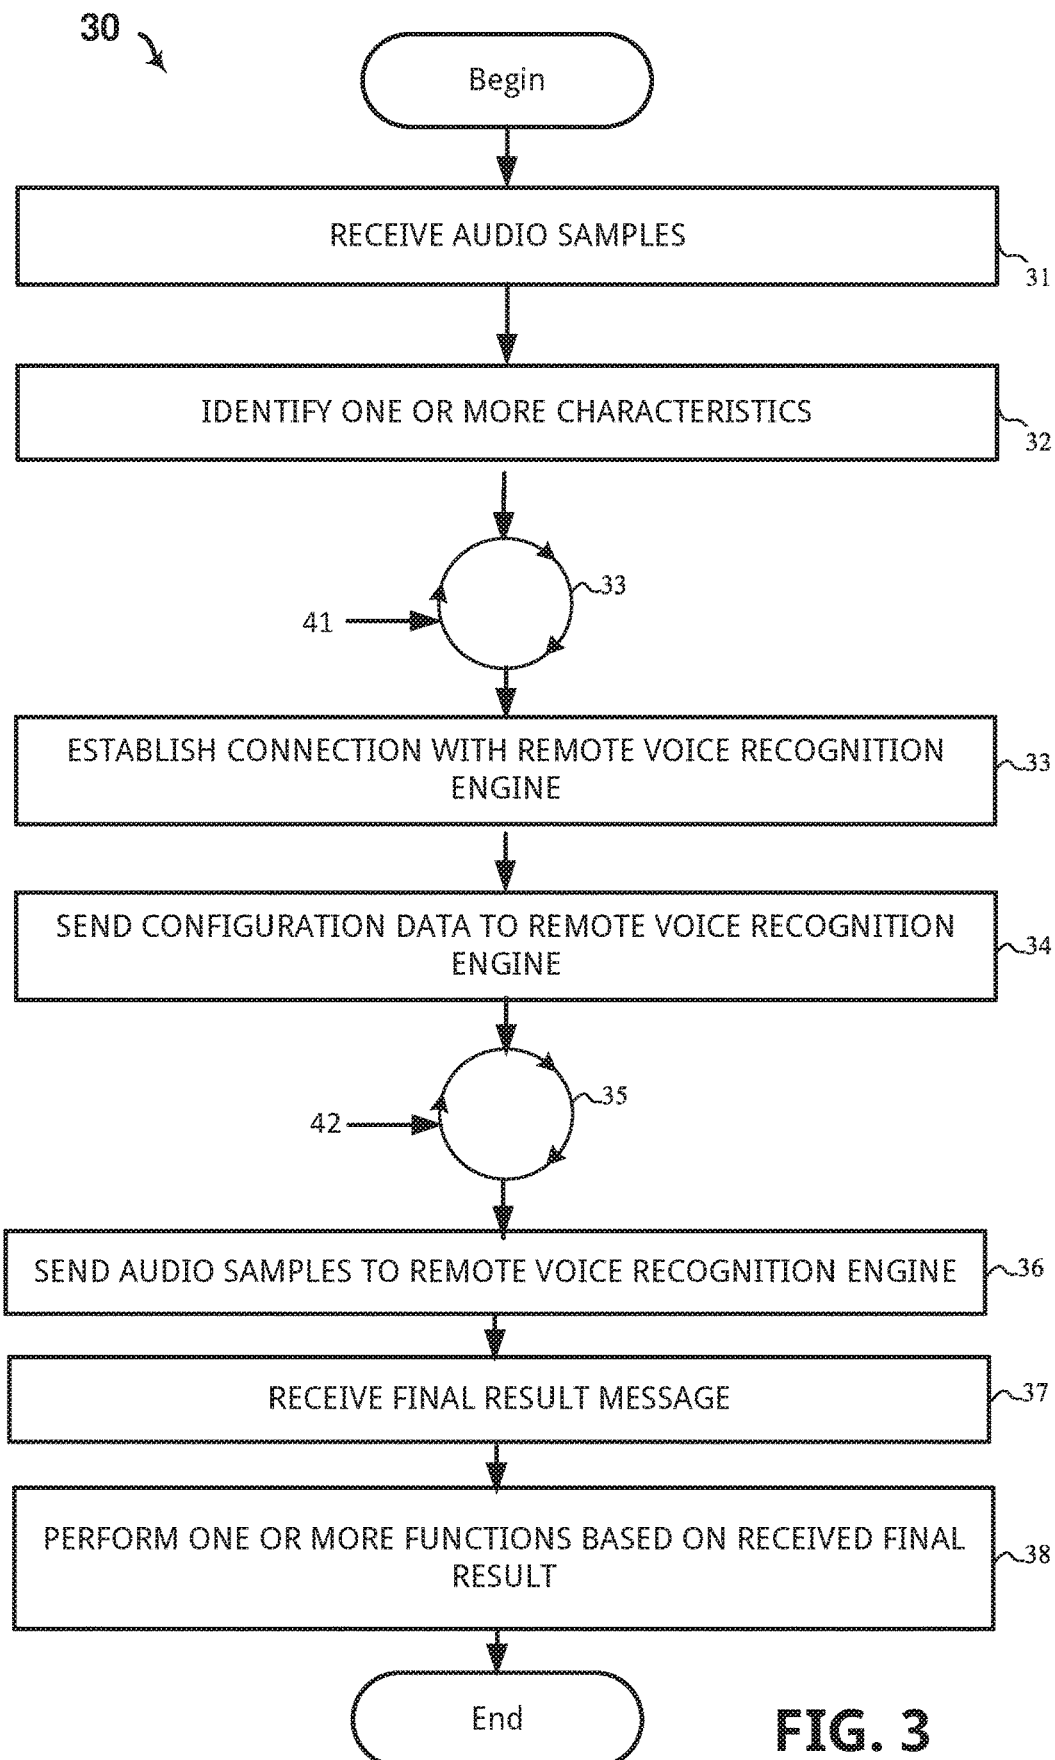 30
Begin
RECEIVE AUDIO SAMPLES
31
IDENTIFY ONE OR MORE CHARACTERISTICS
32
33
41
ESTABLISH CONNECTION WITH REMOTE VOICE RECOGNITION
ENGINE
33
SEND CONFIGURATION DATA TO REMOTE VOICE RECOGNITION
ENGINE
34
35
42
SEND AUDIO SAMPLES TO REMOTE VOICE RECOGNITION ENGINE
36
RECEIVE FINAL RESULT MESSAGE
37
PERFORM ONE OR MORE FUNCTIONS BASED ON RECEIVED FINAL
RESULT
38
End
FIG. 3